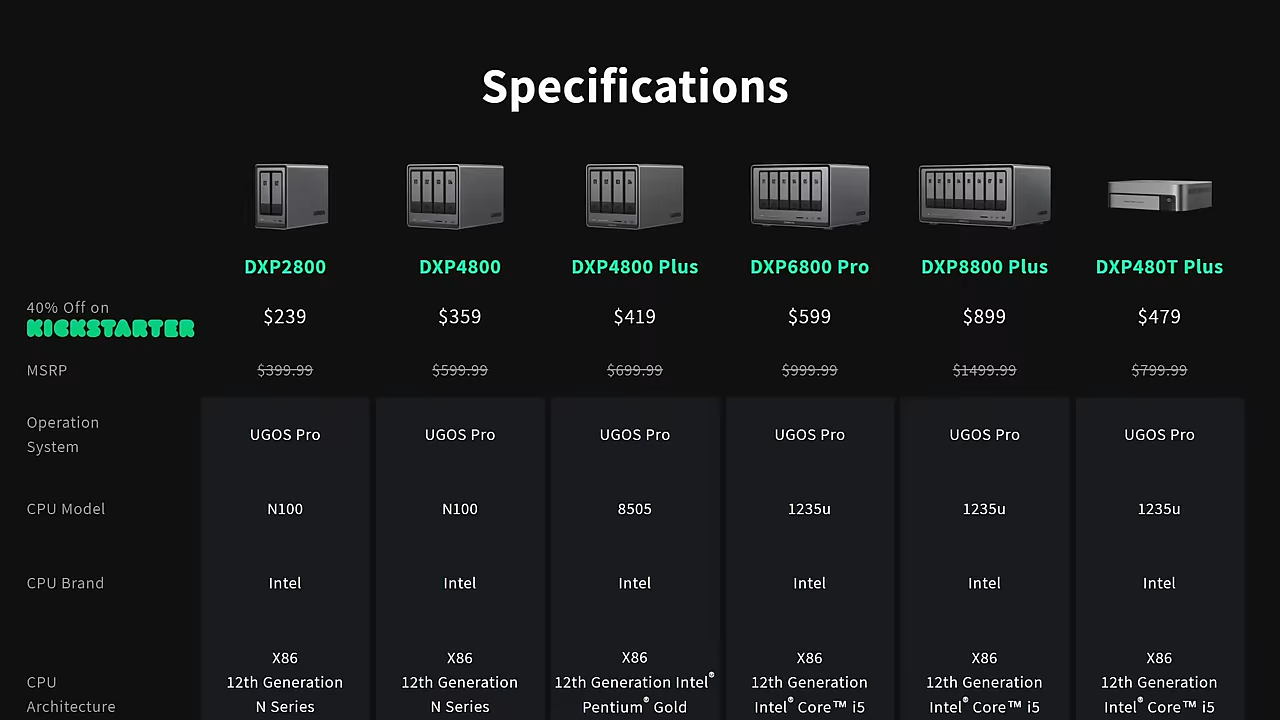 Specifications
DXP2800 DXP4800 DXP4800 Plus DXP6800 Pro DXP8800 Plus DXP480T Plus
40% Off on
KICKSTARTER $239 $359 $419 $599 $899 $479
MSRP $399.99 $599.99 $699.99 $999.99 $1499.99 $799.99
Operation
System UGOS Pro UGOS Pro UGOS Pro UGOS Pro UGOS Pro UGOS Pro
CPU Model N100 N100 8505 1235u 1235u 1235u
CPU Brand Intel Intel Intel Intel Intel Intel
X86 X86 X86 X86 X86 X86
CPU 12th Generation 12th Generation 12th Generation Intel® 12th Generation 12th Generation 12th Generation
Architecture N Series N Series Pentium® Gold Intel® Core™ i5 Intel® Core™ i5 Intel® Core™ i5